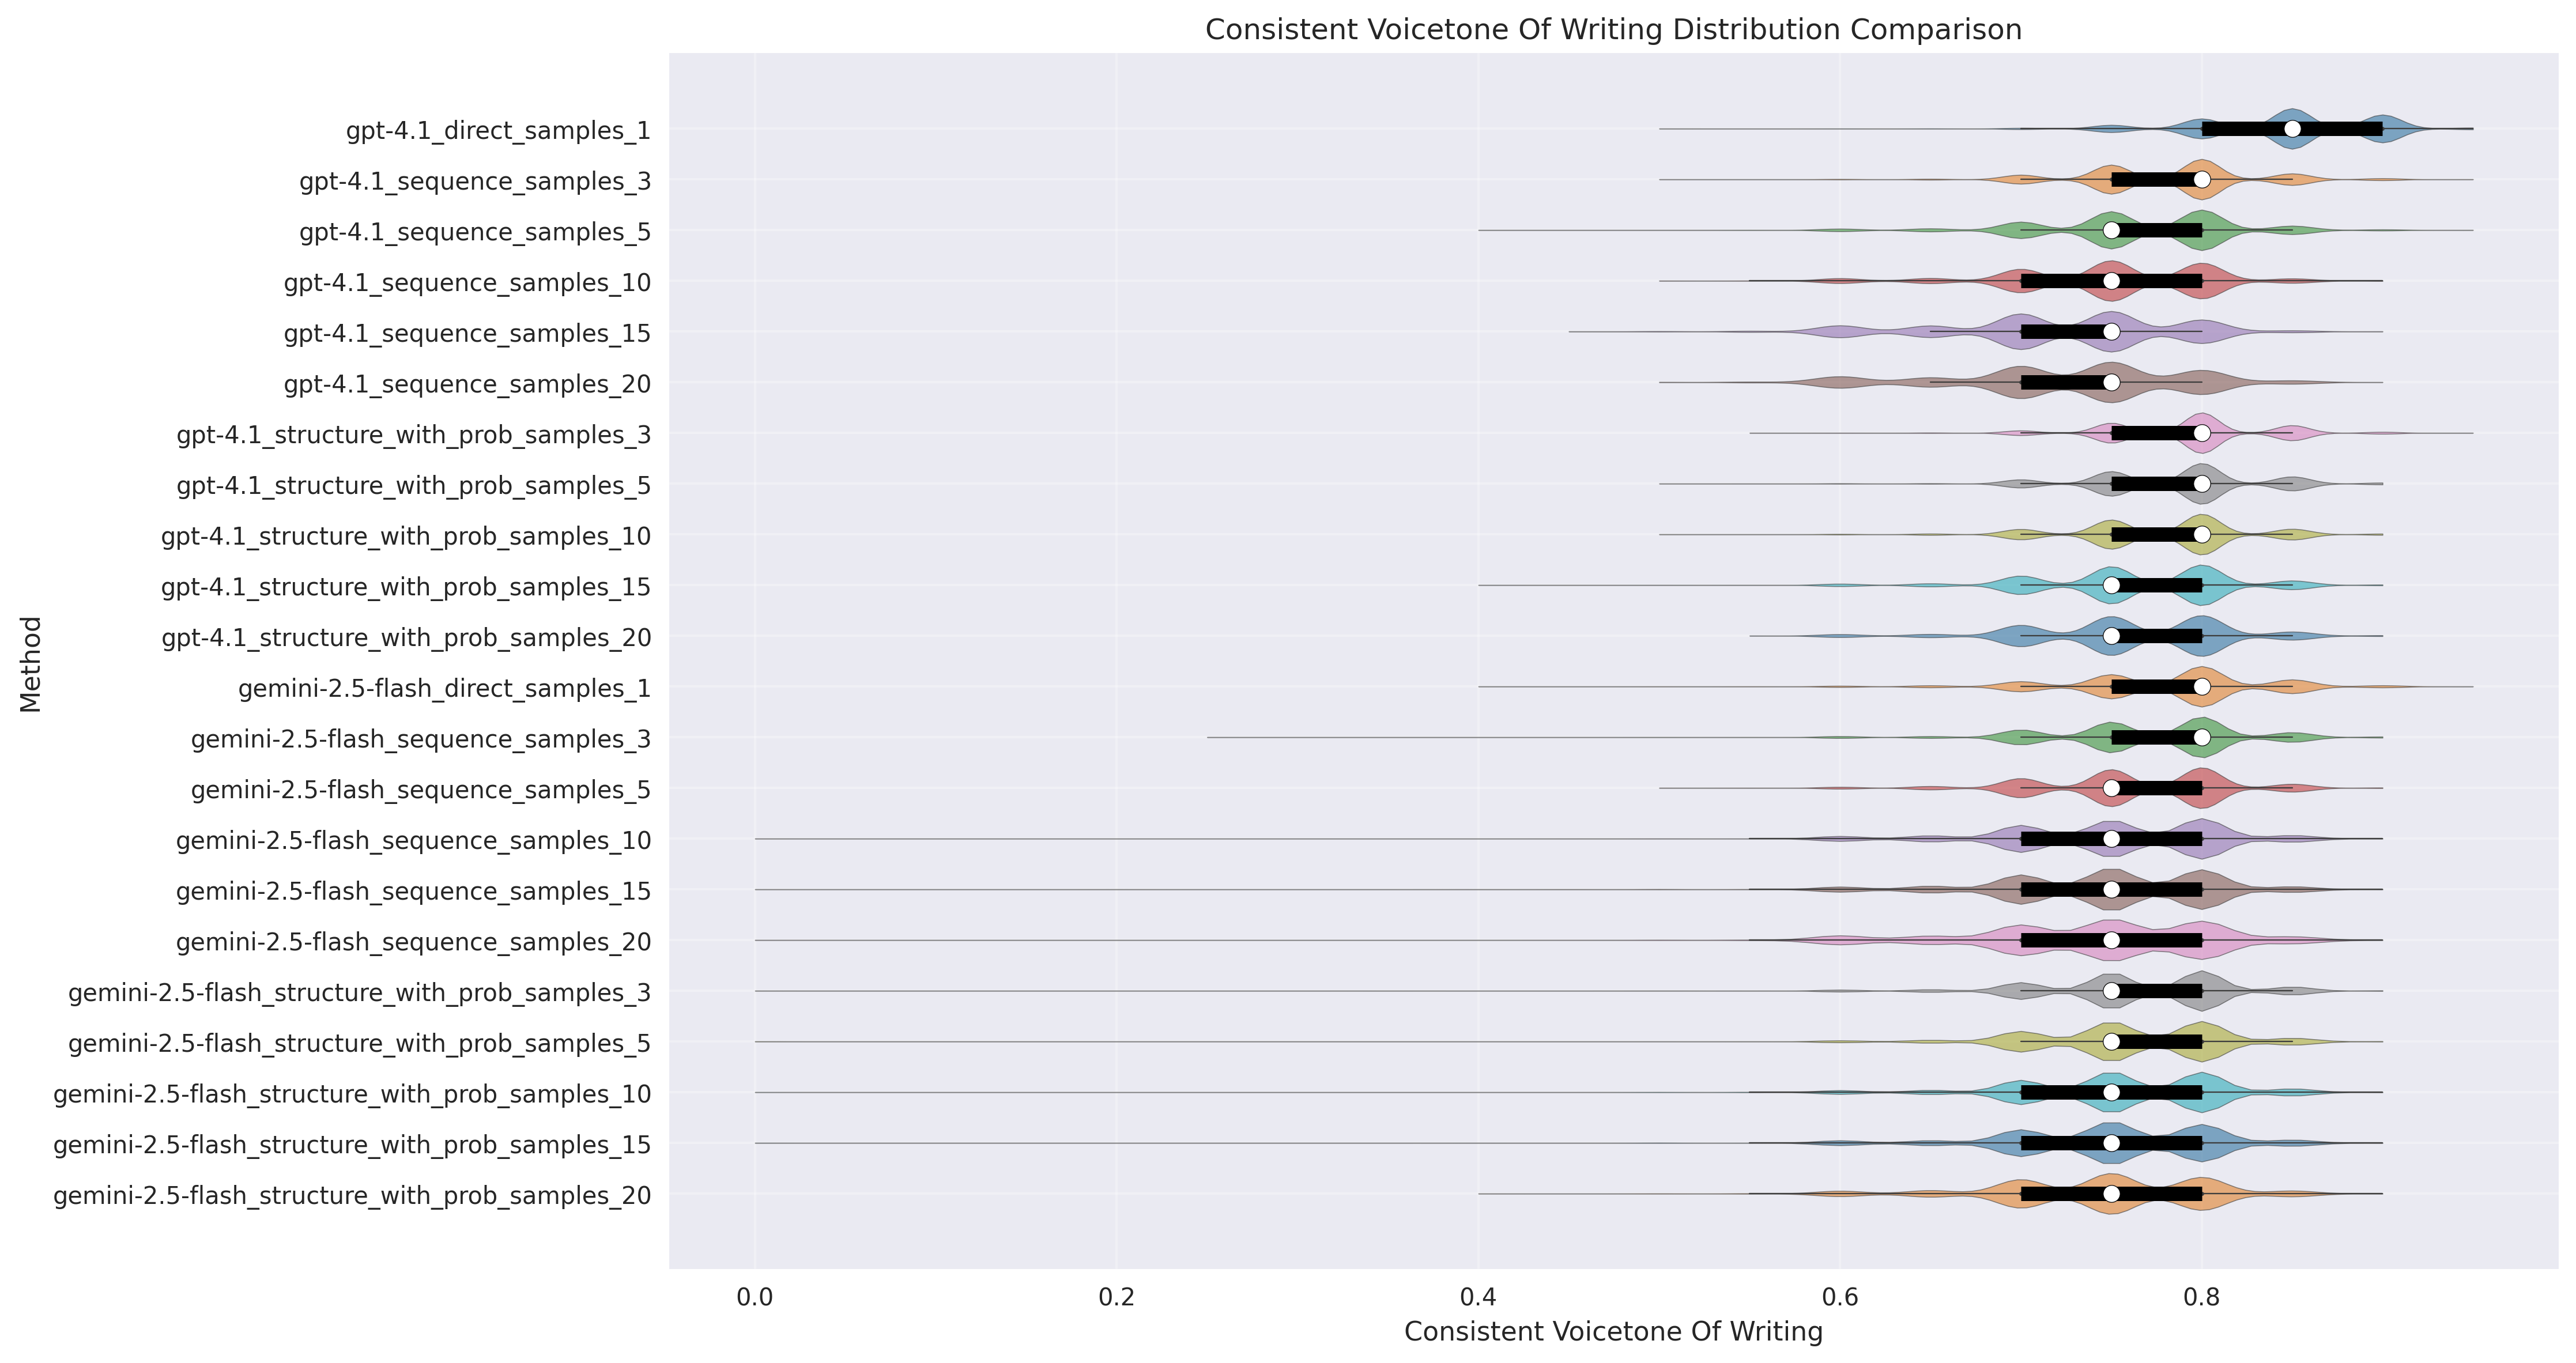 Consistent Voicetone Of Writing Distribution Comparison
gpt-4.1_direct_samples_1
gpt-4.1_sequence_samples_3
gpt-4.1_sequence_samples_5
gpt-4.1_sequence_samples_10
gpt-4.1_sequence_samples_15
gpt-4.1_sequence_samples_20
gpt-4.1_structure_with_prob_samples_3
gpt-4.1_structure_with_prob_samples_5
gpt-4.1_structure_with_prob_samples_10
gpt-4.1_structure_with_prob_samples_15
gpt-4.1_structure_with_prob_samples_20
gemini-2.5-flash_direct_samples_1
gemini-2.5-flash_sequence_samples_3
gemini-2.5-flash_sequence_samples_5
gemini-2.5-flash_sequence_samples_10
gemini-2.5-flash_sequence_samples_15
gemini-2.5-flash_sequence_samples_20
gemini-2.5-flash_structure_with_prob_samples_3
gemini-2.5-flash_structure_with_prob_samples_5
gemini-2.5-flash_structure_with_prob_samples_10
gemini-2.5-flash_structure_with_prob_samples_15
gemini-2.5-flash_structure_with_prob_samples_20
Method
0.0 0.2 0.4 0.6 0.8
Consistent Voicetone Of Writing